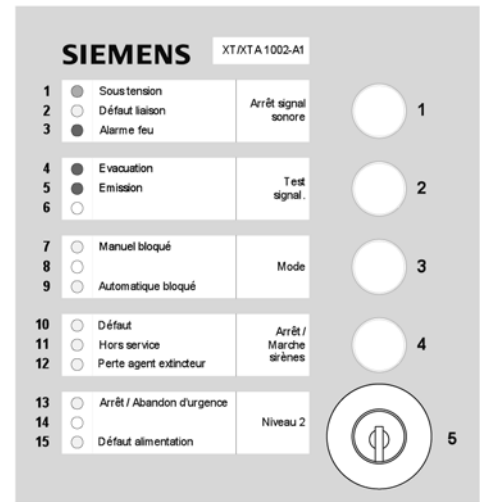 SIEMENS XT/XTA 1002-A1
1 Sous tension
2 Défaut liaison
3 Alarme feu
Arrêt signal
sonore
1
4 Evacuation
5 Emission
6
Test
signal.
2
7 Manuel bloqué
8
9 Automatique bloqué
Mode
3
10 Défaut
11 Hors service
12 Perte agent extincteur
Arrêt /
Marche
sirènes
4
13 Arrêt / Abandon d'urgence
14
15 Défaut alimentation
Niveau 2
5